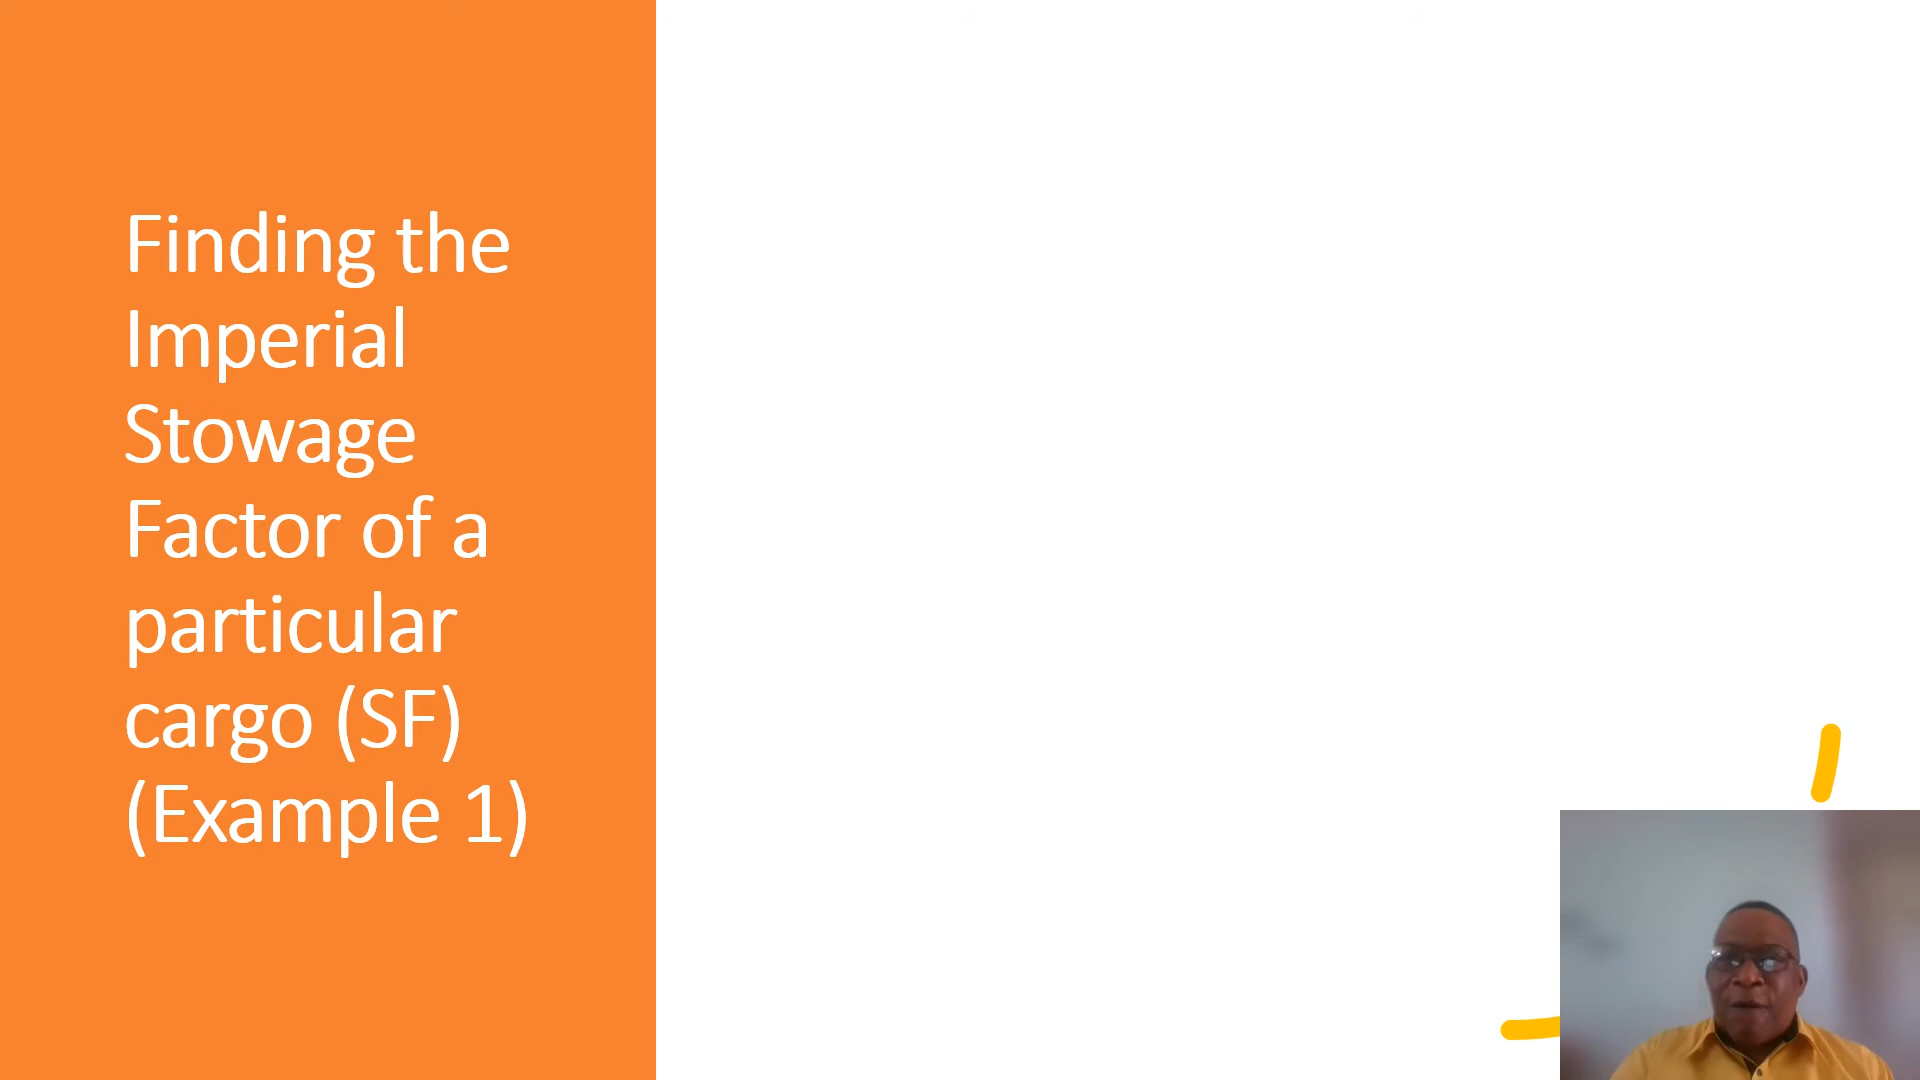 Finding the
Imperial
Stowage
Factor of a
particular
cargo (SF)
(Example 1)